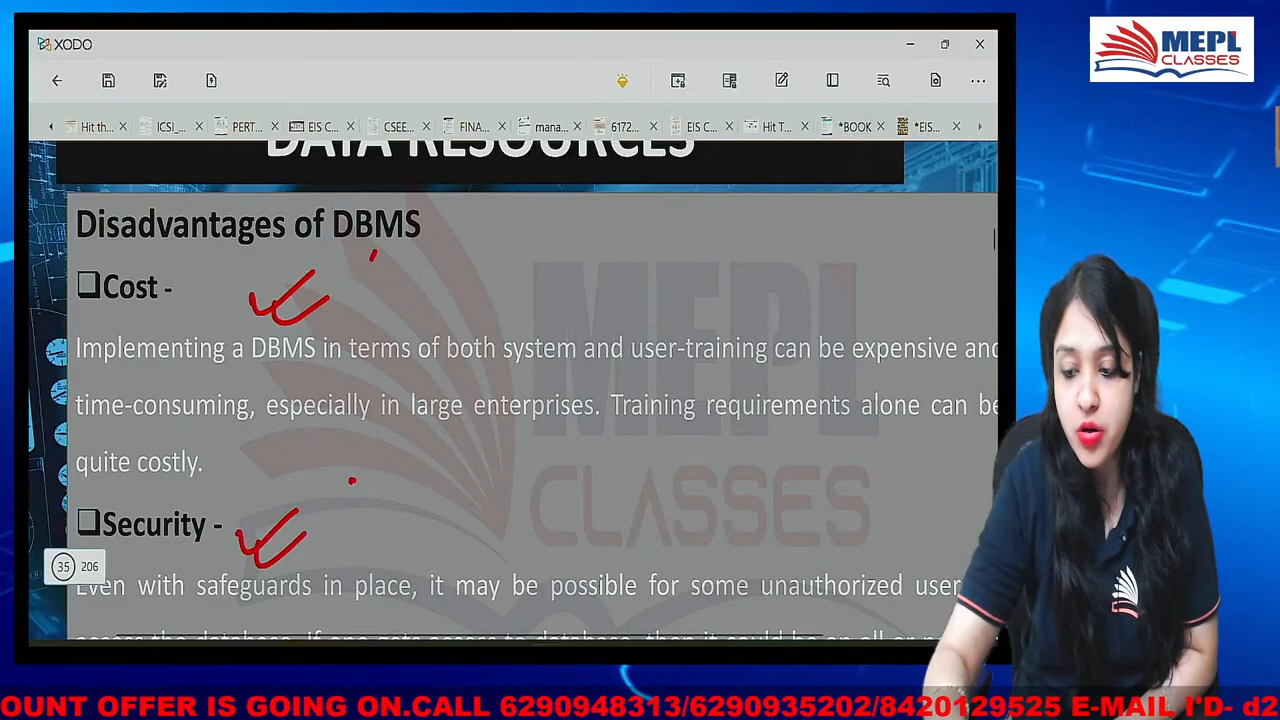 XODO
MEPL
CLASSES
Hit th...
ICSI_...
PERT...
EIS C...
CSEE...
FINA...
mana...
6172...
EIS C...
Hit T...
*BOOK
*EIS...
DATA RESOURCES
Disadvantages of DBMS
Cost -
Implementing a DBMS in terms of both system and user-training can be expensive and
time-consuming, especially in large enterprises. Training requirements alone can be
quite costly.
Security -
35 206
Even with safeguards in place, it may be possible for some unauthorized user
MEPL
CLASSES
OUNT OFFER IS GOING ON.CALL 6290948313/6290935202/8420129525 E-MAIL I'D- d2